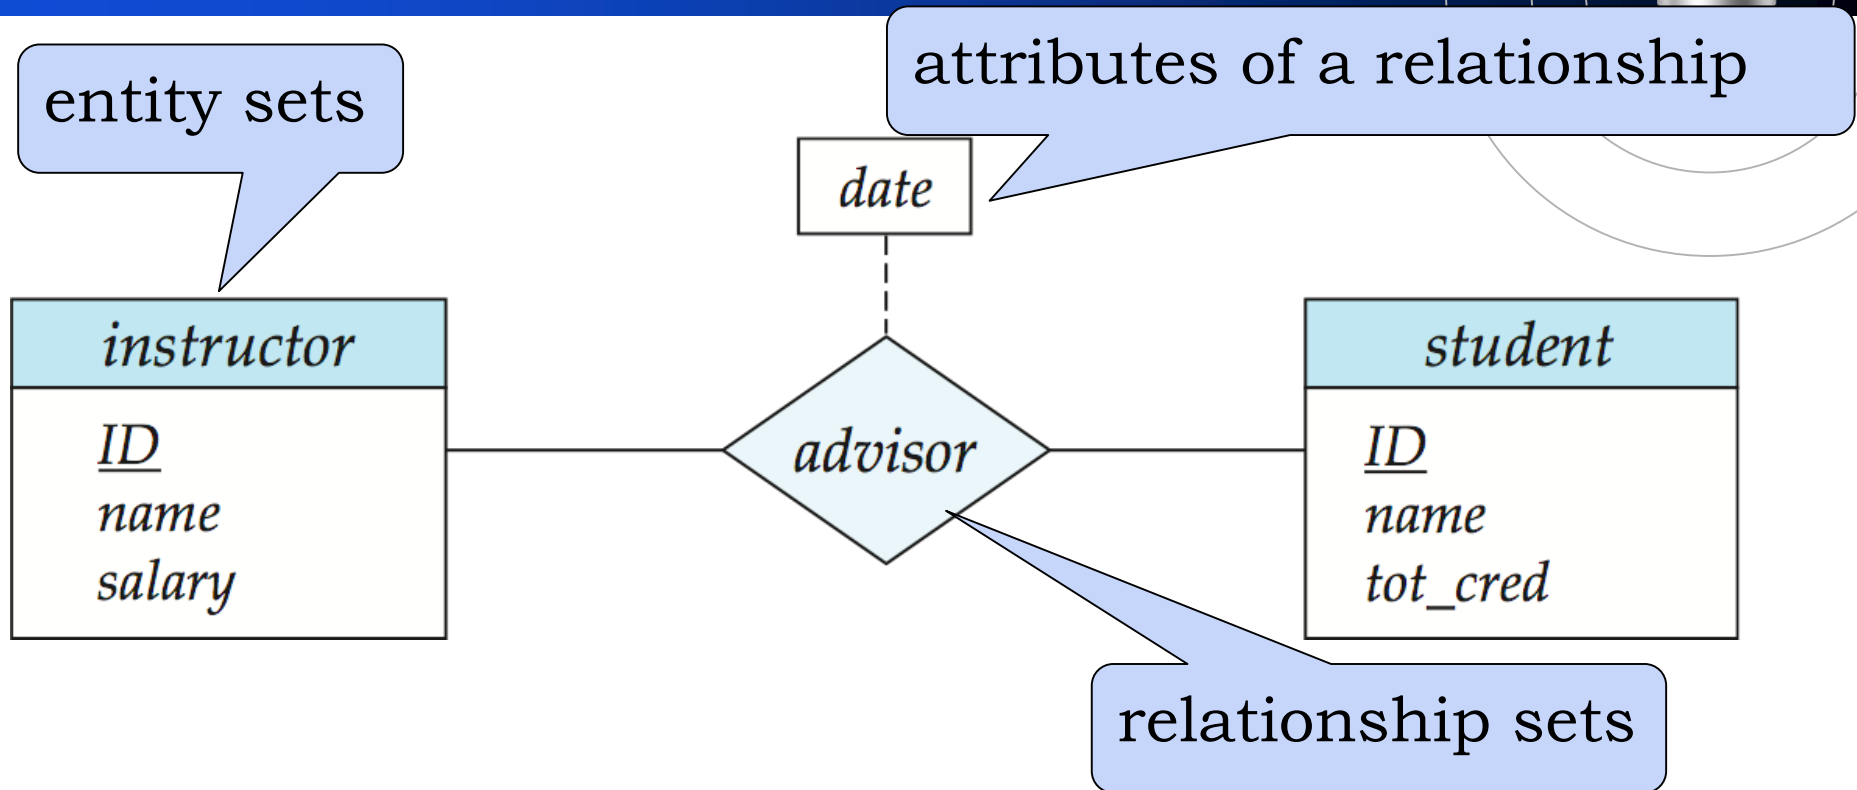 entity sets
attributes of a relationship
date
instructor
ID
name
salary
advisor
student
ID
name
tot_cred
relationship sets